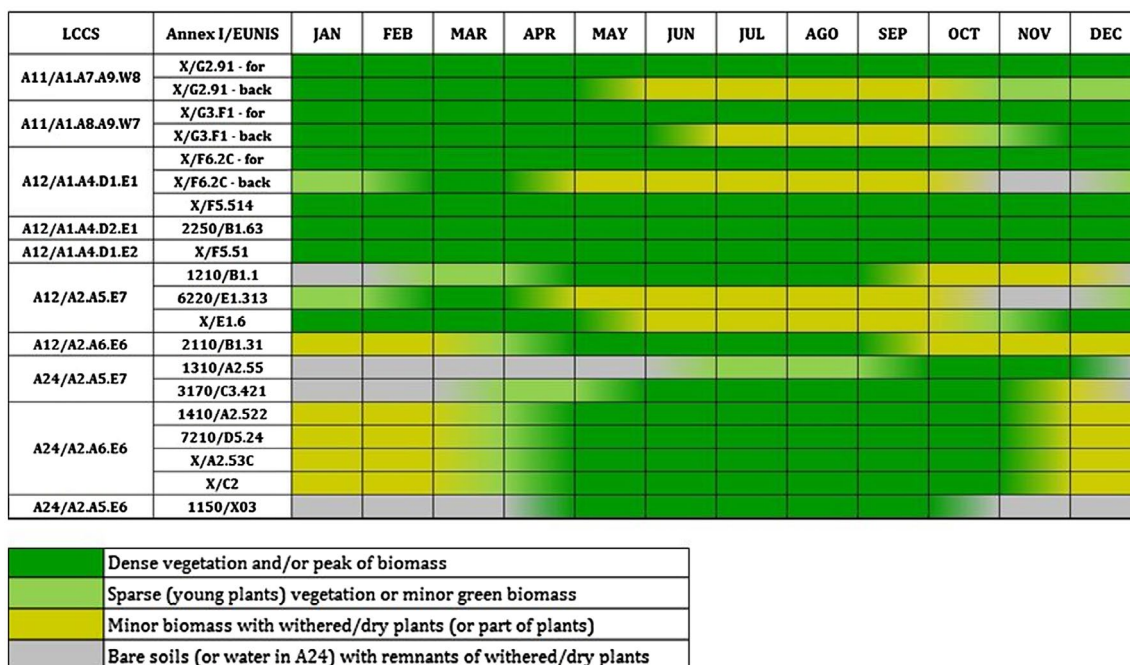 LCCS Annex I/EUNIS JAN FEB MAR APR MAY JUN JUL AGO SEP OCT NOV DEC
A11/A1.A7.A9.W8
X/G2.91 - for
X/G2.91 - back
A11/A1.A8.A9.W7
X/G3.F1 - for
X/G3.F1 - back
A12/A1.A4.D1.E1
X/F6.2C - for
X/F6.2C - back
X/F5.514
A12/A1.A4.D2.E1 2250/B1.63
A12/A1.A4.D1.E2 X/F5.51
A12/A2.A5.E7
1210/B1.1
6220/E1.313
X/E1.6
A12/A2.A6.E6 2110/B1.31
A24/A2.A5.E7
1310/A2.55
3170/C3.421
A24/A2.A6.E6
1410/A2.522
7210/D5.24
X/A2.53C
X/C2
A24/A2.A5.E6 1150/X03
Dense vegetation and/or peak of biomass
Sparse (young plants) vegetation or minor green biomass
Minor biomass with withered/dry plants (or part of plants)
Bare soils (or water in A24) with remnants of withered/dry plants